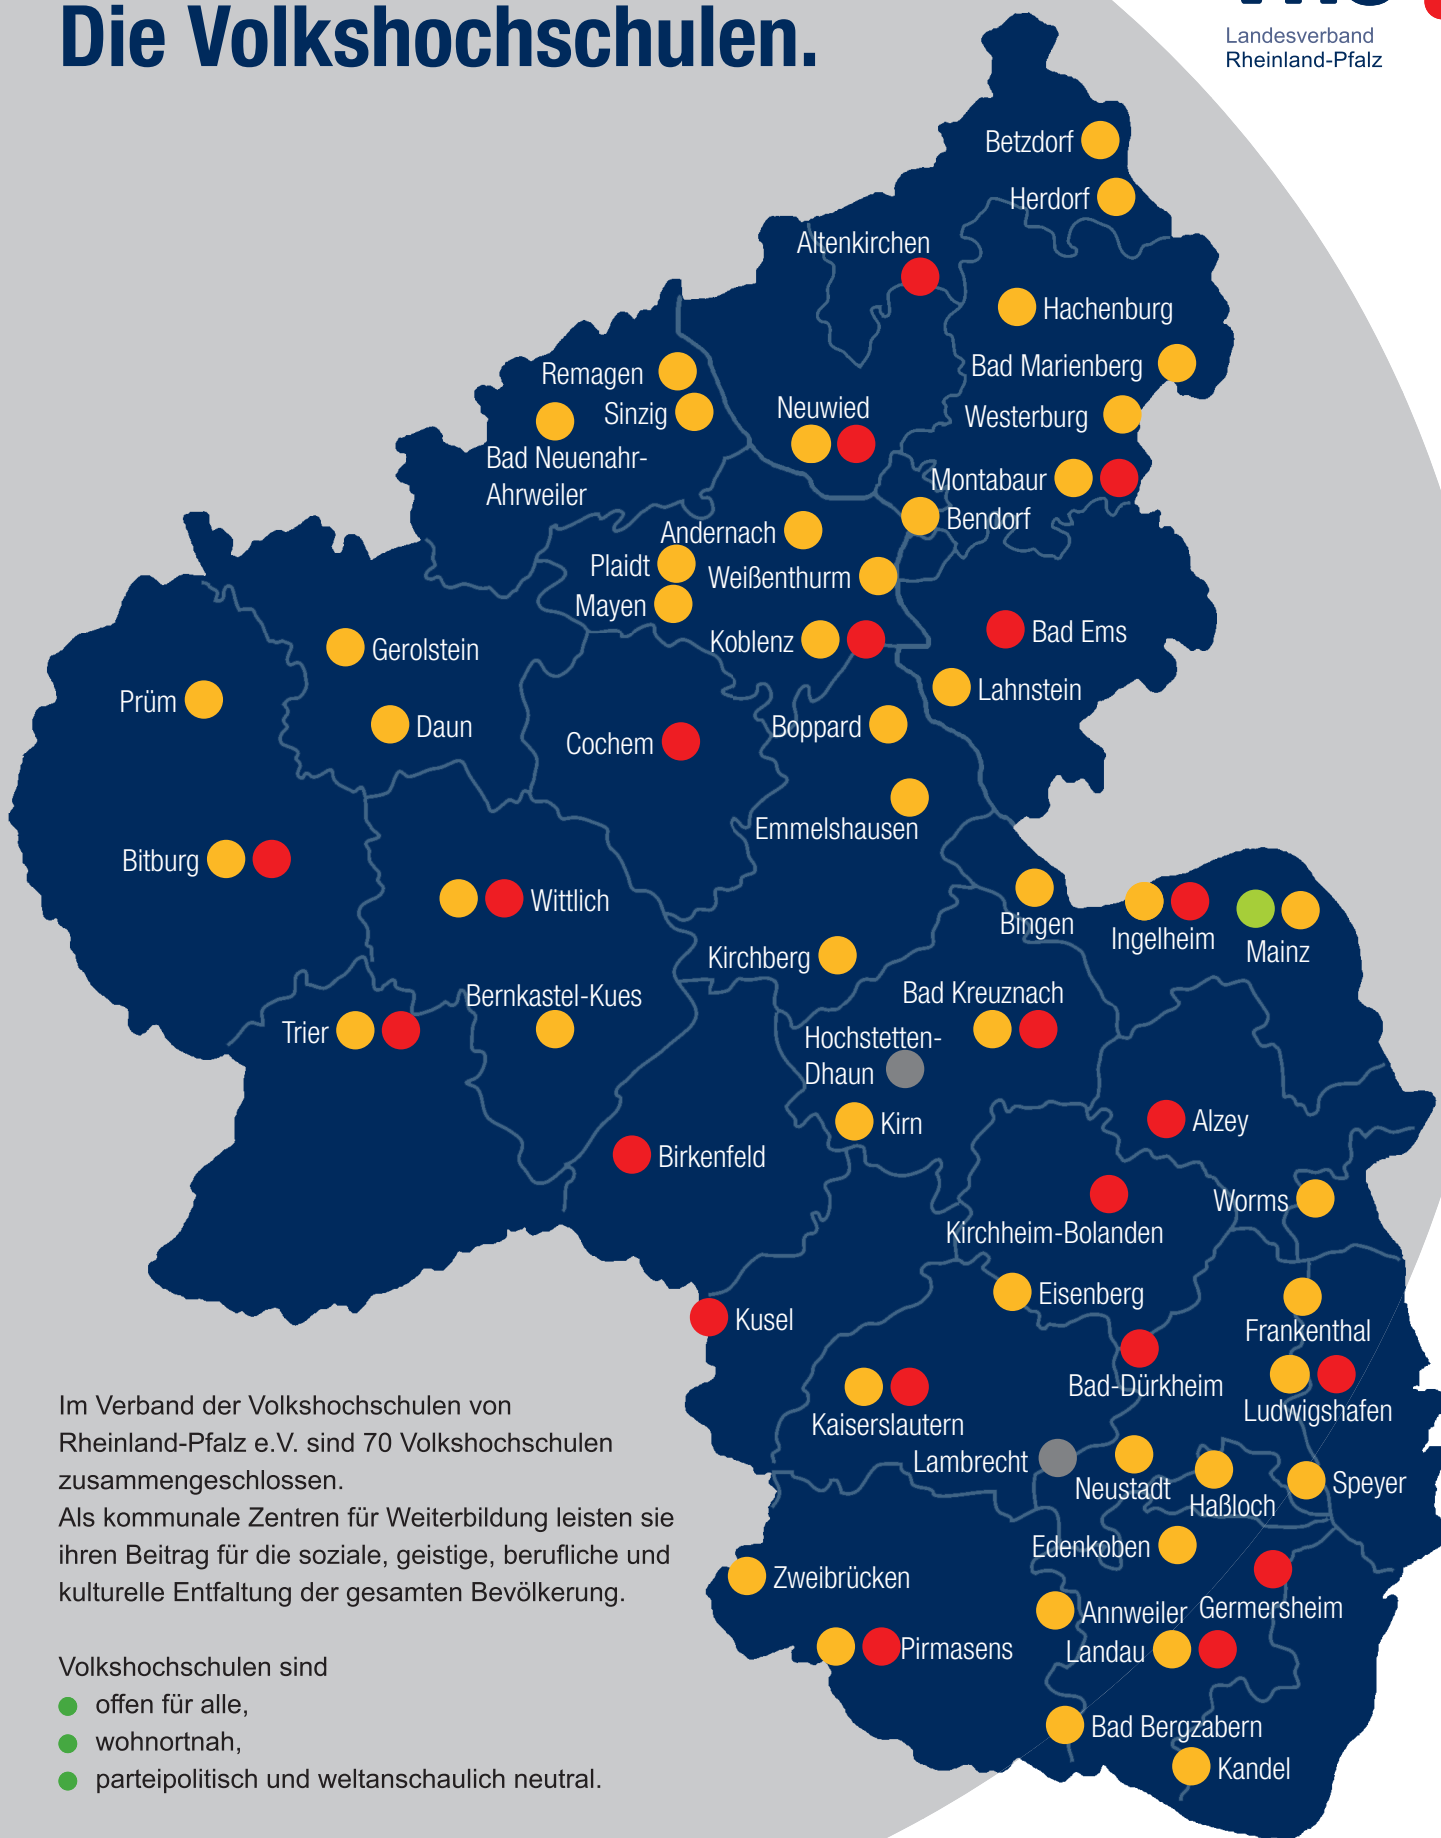 Die Volkshochschulen.
Landesverband
Rheinland-Pfalz
Betzdorf
Herdorf
Altenkirchen
Hachenburg
Bad Marienberg
Remagen
Sinzig
Neuwied
Westerburg
Bad Neuenahr-
Ahrweiler
Montabaur
Bendorf
Andernach
Plaidt
Weißenthurm
Mayen
Koblenz
Bad Ems
Gerolstein
Prüm
Lahnstein
Daun
Cochem
Boppard
Emmelshausen
Bitburg
Wittlich
Bingen
Ingelheim
Mainz
Kirchberg
Bernkastel-Kues
Bad Kreuznach
Trier
Hochstetten-
Dhaun
Kirn
Alzey
Birkenfeld
Worms
Kirchheim-Bolanden
Eisenberg
Kusel
Frankenthal
Bad-Dürkheim
Ludwigshafen
Kaiserslautern
Lambrecht
Neustadt
Haßloch
Speyer
Edenkoben
Zweibrücken
Annweiler
Germersheim
Pirmasens
Landau
Bad Bergzabern
Kandel
Im Verband der Volkshochschulen von
Rheinland-Pfalz e.V. sind 70 Volkshochschulen
zusammengeschlossen.
Als kommunale Zentren für Weiterbildung leisten sie
ihren Beitrag für die soziale, geistige, berufliche und
kulturelle Entfaltung der gesamten Bevölkerung.
Volkshochschulen sind
offen für alle,
wohnortnah,
parteipolitisch und weltanschaulich neutral.